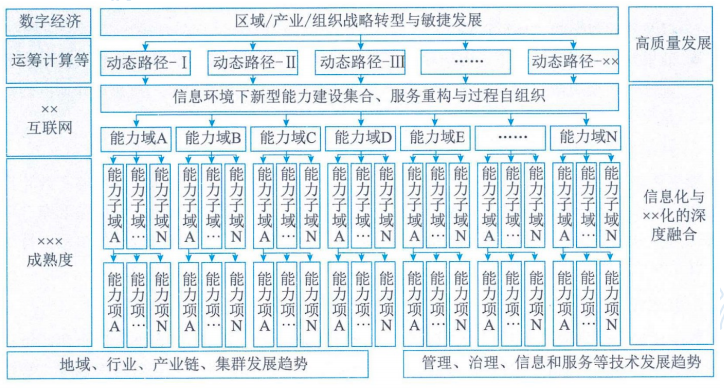 数字经济
区域/产业/组织战略转型与敏捷发展
高质量发展
运筹计算等
动态路径-Ⅰ
动态路径-Ⅱ
动态路径-Ⅲ
……
动态路径-××
××
互联网
信息环境下新型能力建设集合、服务重构与过程自组织
能力域A
能力域B
能力域C
能力域D
能力域E
……
能力域N
×××
成熟度
能力子域A
能力子域…
能力子域N
能力子域A
能力子域…
能力子域N
能力子域A
能力子域…
能力子域N
能力子域A
能力子域…
能力子域N
能力子域A
能力子域…
能力子域N
能力子域A
能力子域…
能力子域N
能力子域A
能力子域…
能力子域N
能力项A
能力项…
能力项N
能力项A
能力项…
能力项N
能力项A
能力项…
能力项N
能力项A
能力项…
能力项N
能力项A
能力项…
能力项N
能力项A
能力项…
能力项N
能力项A
能力项…
能力项N
信息化与
××化的深
度融合
地域、行业、产业链、集群发展趋势
管理、治理、信息和服务等技术发展趋势